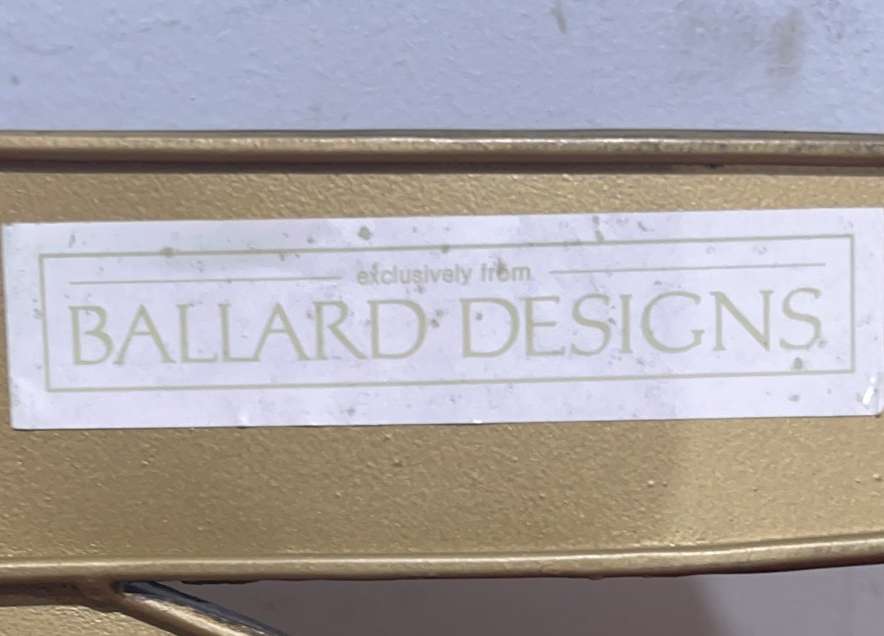 exclusively from
BALLARD DESIGNS